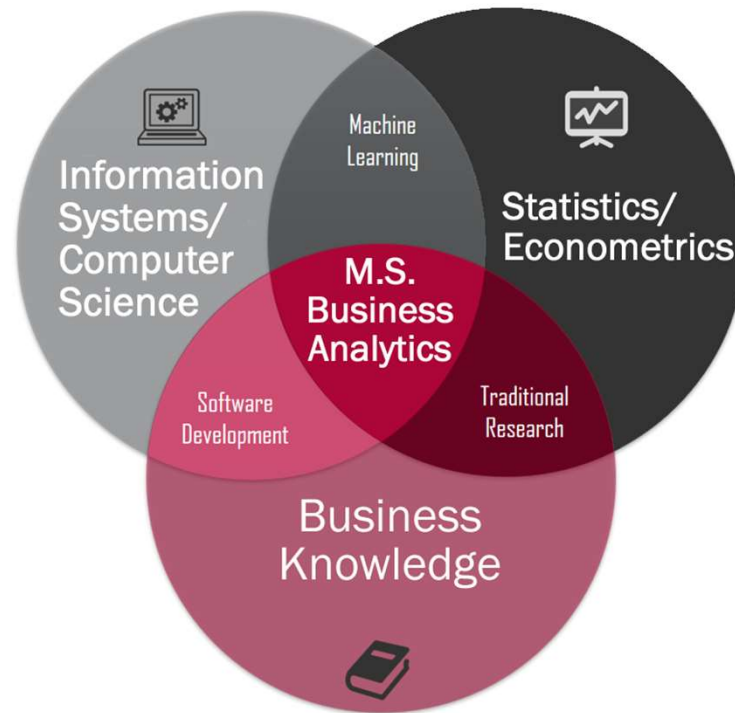 Machine
Learning
Information
Systems/
Computer
Science
Statistics/
Econometrics
M.S.
Business
Analytics
Software
Development
Traditional
Research
Business
Knowledge